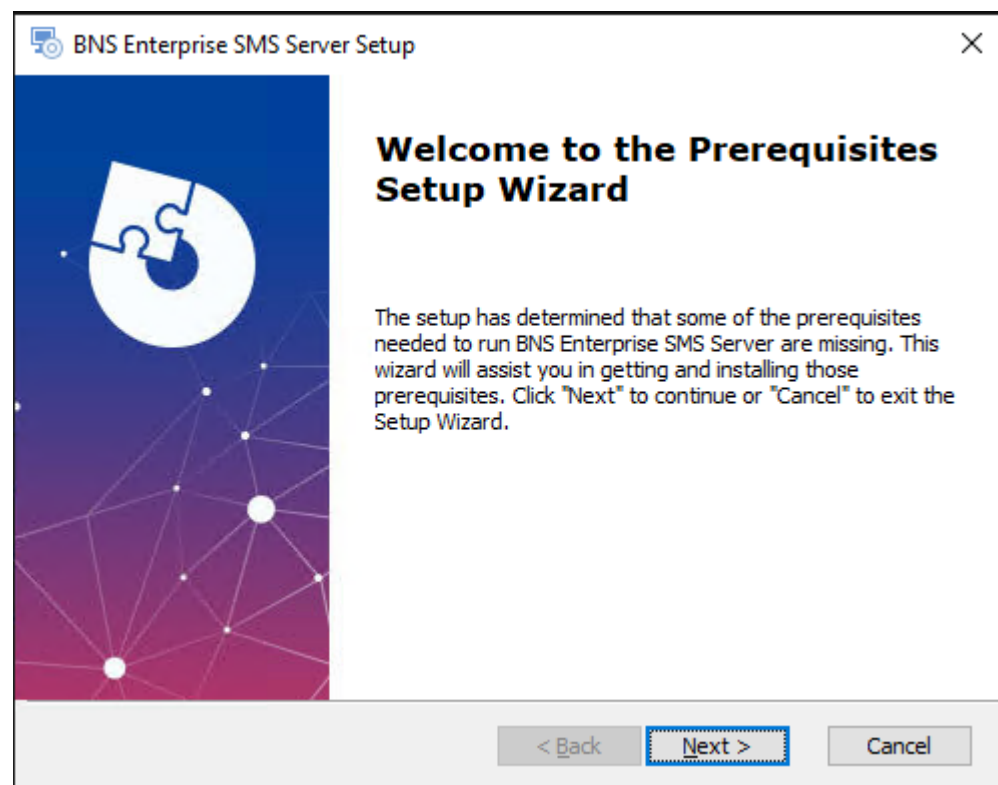 BNS Enterprise SMS Server Setup
Welcome to the Prerequisites
Setup Wizard
The setup has determined that some of the prerequisites
needed to run BNS Enterprise SMS Server are missing. This
wizard will assist you in getting and installing those
prerequisites. Click "Next" to continue or "Cancel" to exit the
Setup Wizard.
< Back
Next >
Cancel